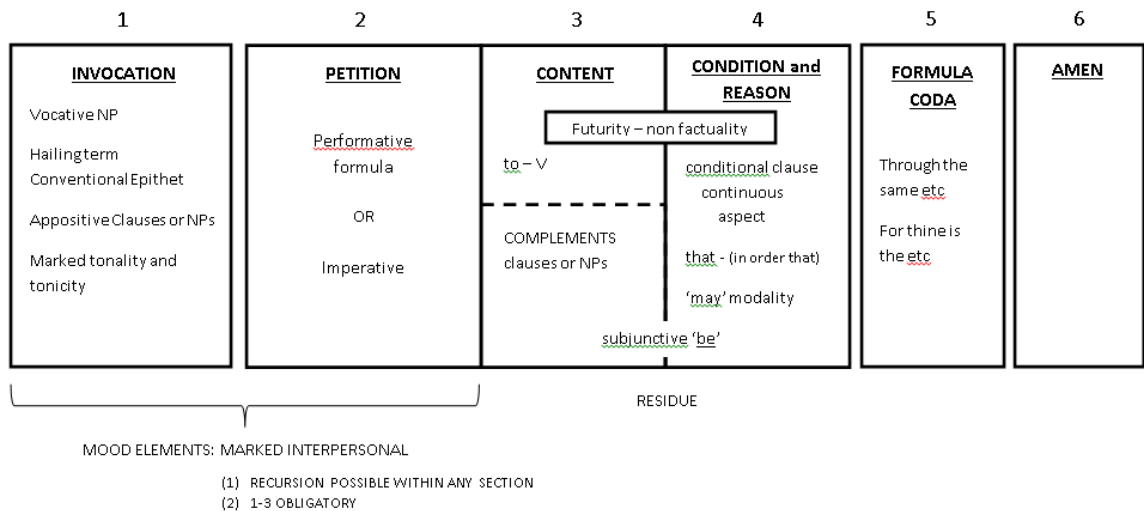 1
2
3
4
5
6
INVOCATION
Vocative NP
Hailing term
Conventional Epithet
Appositive Clauses or NPs
Marked tonality and
tonicity
PETITION
Performative
formula
OR
Imperative
CONTENT
CONDITION and
REASON
Futurity – non factuality
to – V
COMPLEMENTS
clauses or NPs
conditional clause
continuous
aspect
that - (in order that)
‘may’ modality
subjunctive ‘be’
FORMULA
CODA
Through the
same etc
For thine is
the etc
AMEN
RESIDUE
MOOD ELEMENTS: MARKED INTERPERSONAL
(1) RECURSION POSSIBLE WITHIN ANY SECTION
(2) 1-3 OBLIGATORY